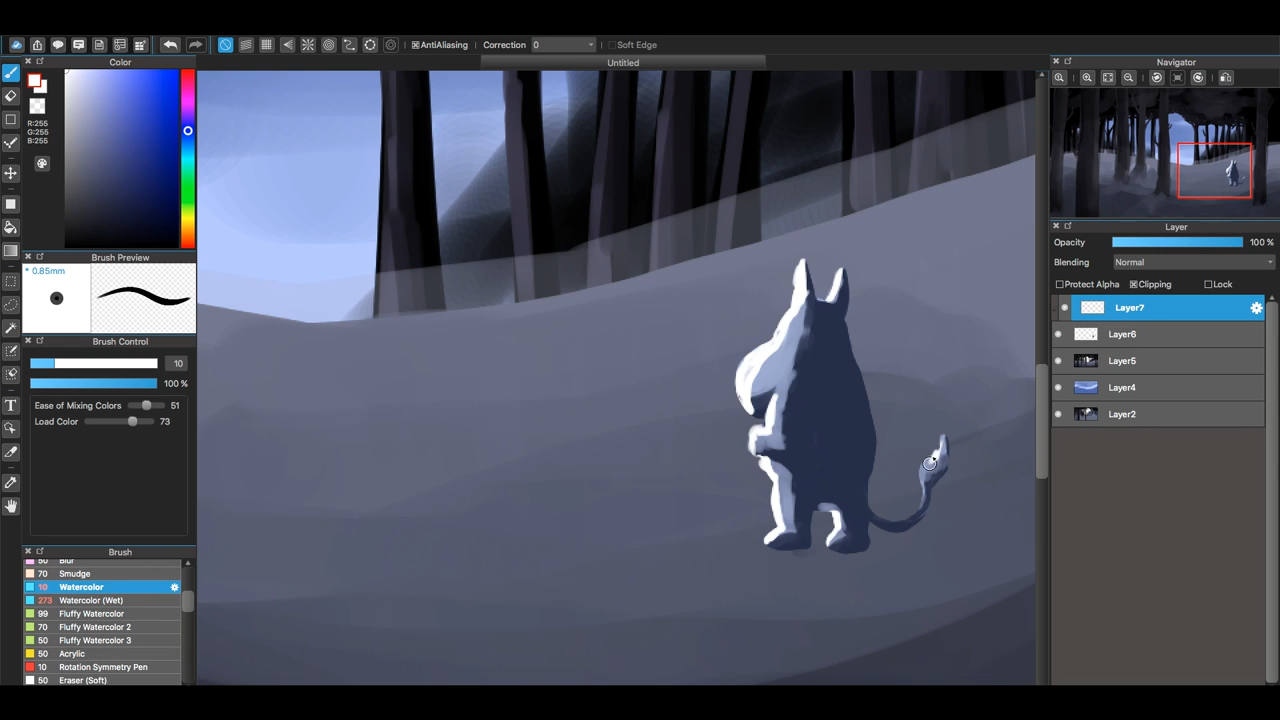 AntiAliasing Correction 0 Soft Edge
Color
Untitled
Navigator
R:255
G:255
B:255
Brush Preview
* 0.85mm
Brush Control
10
100 %
Ease of Mixing Colors 51
Load Color 73
Brush
50 Blur
70 Smudge
10 Watercolor
273 Watercolor (Wet)
99 Fluffy Watercolor
70 Fluffy Watercolor 2
50 Fluffy Watercolor 3
50 Acrylic
10 Rotation Symmetry Pen
50 Eraser (Soft)
Layer
Opacity 100 %
Blending Normal
Protect Alpha Clipping Lock
Layer7
Layer6
Layer5
Layer4
Layer2
T